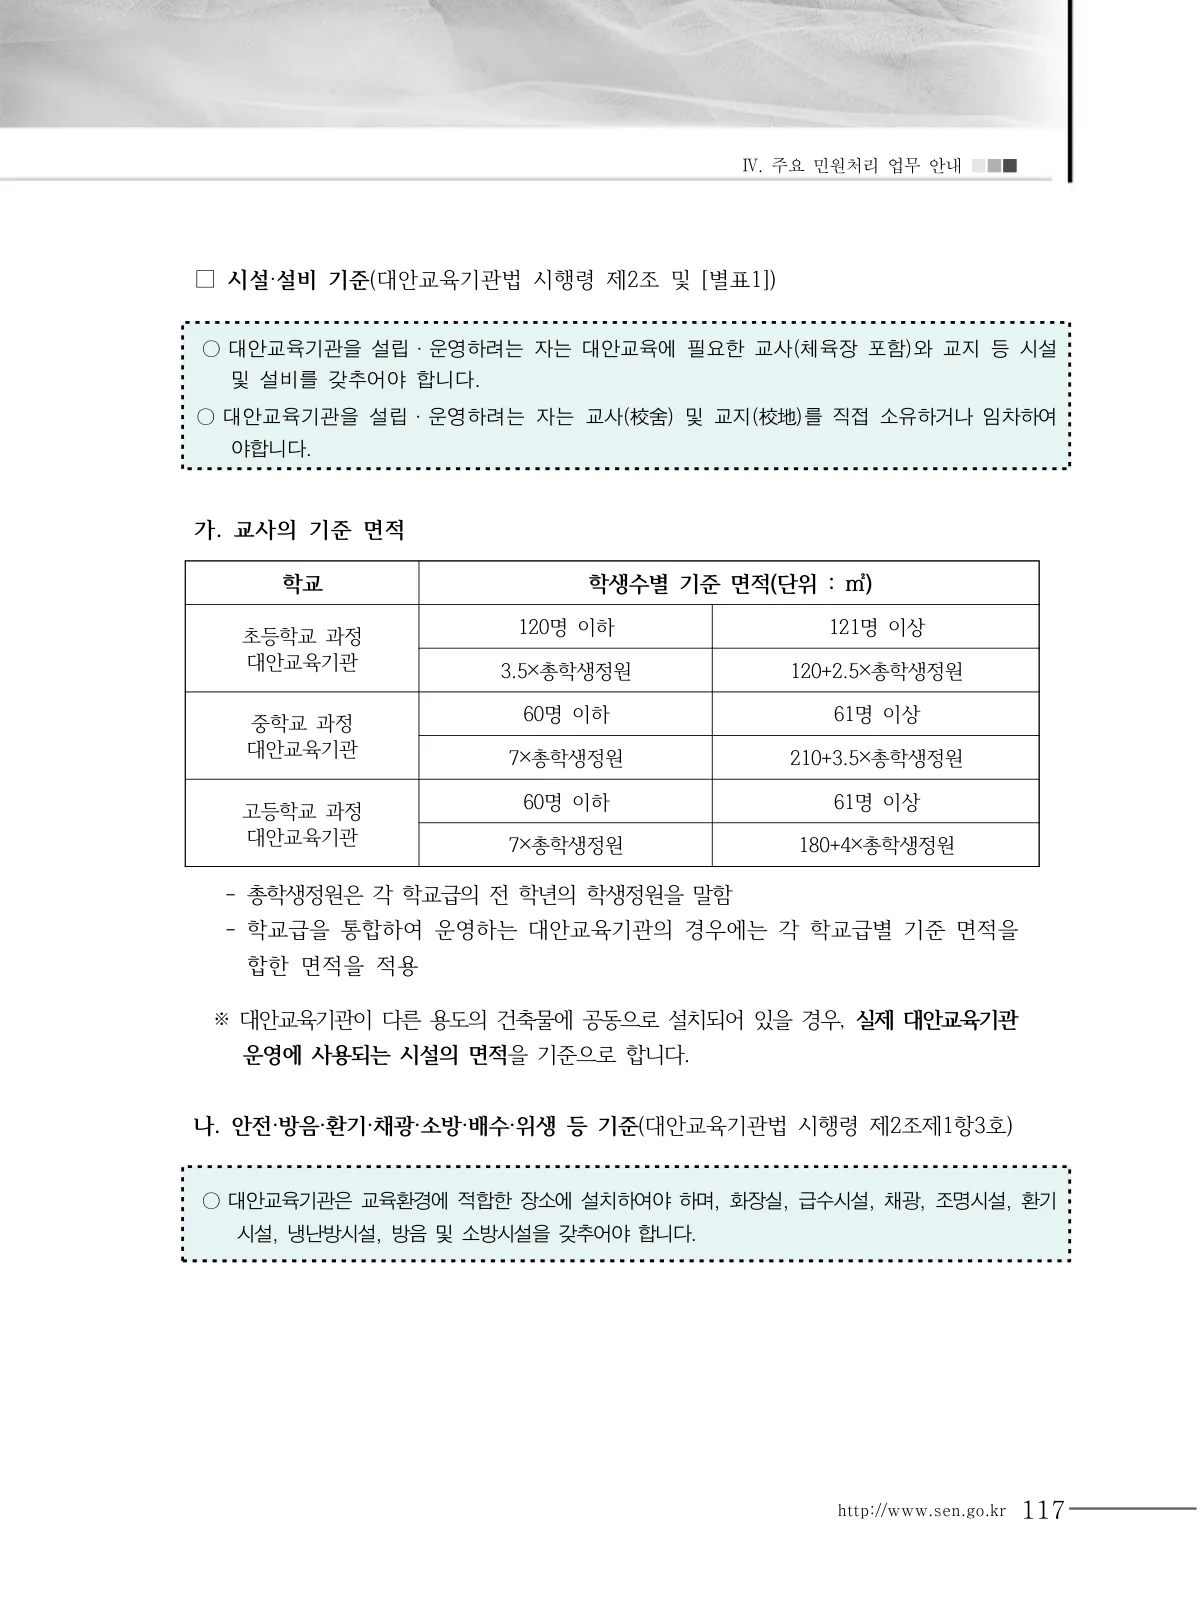 Ⅳ. 주요 민원처리 업무 안내
□ 시설·설비 기준(대안교육기관법 시행령 제2조 및 [별표1])
○ 대안교육기관을 설립 · 운영하려는 자는 대안교육에 필요한 교사(체육장 포함)와 교지 등 시설
및 설비를 갖추어야 합니다.
○ 대안교육기관을 설립 · 운영하려는 자는 교사(校舍) 및 교지(校地)를 직접 소유하거나 임차하여
야합니다.
가. 교사의 기준 면적
학교 학생수별 기준 면적(단위 : ㎡)
초등학교 과정
대안교육기관
120명 이하 121명 이상
3.5×총학생정원 120+2.5×총학생정원
중학교 과정
대안교육기관
60명 이하 61명 이상
7×총학생정원 210+3.5×총학생정원
고등학교 과정
대안교육기관
60명 이하 61명 이상
7×총학생정원 180+4×총학생정원
- 총학생정원은 각 학교급의 전 학년의 학생정원을 말함
- 학교급을 통합하여 운영하는 대안교육기관의 경우에는 각 학교급별 기준 면적을
합한 면적을 적용
※ 대안교육기관이 다른 용도의 건축물에 공동으로 설치되어 있을 경우, 실제 대안교육기관
운영에 사용되는 시설의 면적을 기준으로 합니다.
나. 안전·방음·환기·채광·소방·배수·위생 등 기준(대안교육기관법 시행령 제2조제1항3호)
○ 대안교육기관은 교육환경에 적합한 장소에 설치하여야 하며, 화장실, 급수시설, 채광, 조명시설, 환기
시설, 냉난방시설, 방음 및 소방시설을 갖추어야 합니다.
http://www.sen.go.kr 117